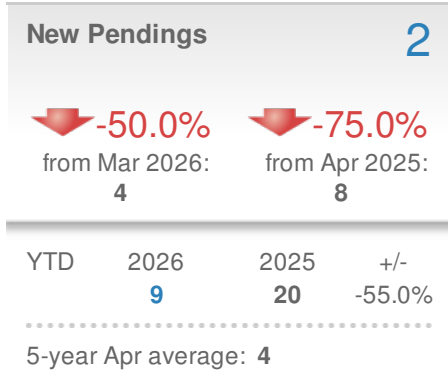 New Pendings 2
-50.0% -75.0%
from Mar 2026: from Apr 2025:
4 8
YTD 2026 2025 +/-
9 20 -55.0%
5-year Apr average: 4